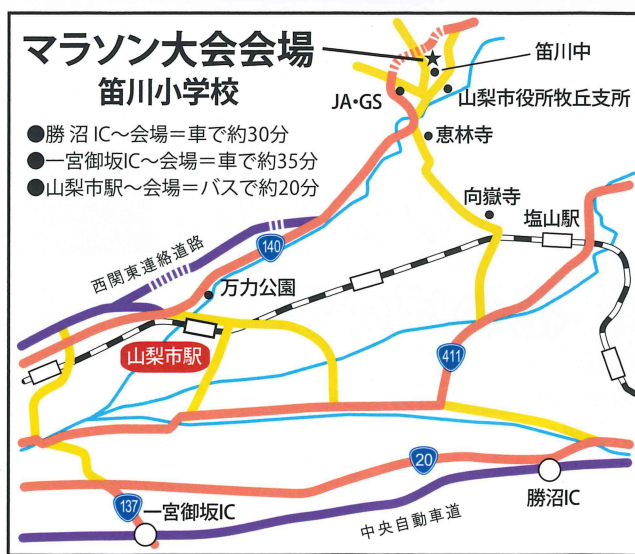 マラソン大会会場
笛川小学校
●勝沼IC～会場＝車で約30分
●一宮御坂IC～会場＝車で約35分
●山梨市駅～会場＝バスで約20分
笛川中
JA・GS
山梨市役所牧丘支所
恵林寺
向嶽寺
塩山駅
西関東連絡道路
140
万力公園
山梨市駅
411
20
勝沼IC
137
一宮御坂IC
中央自動車道